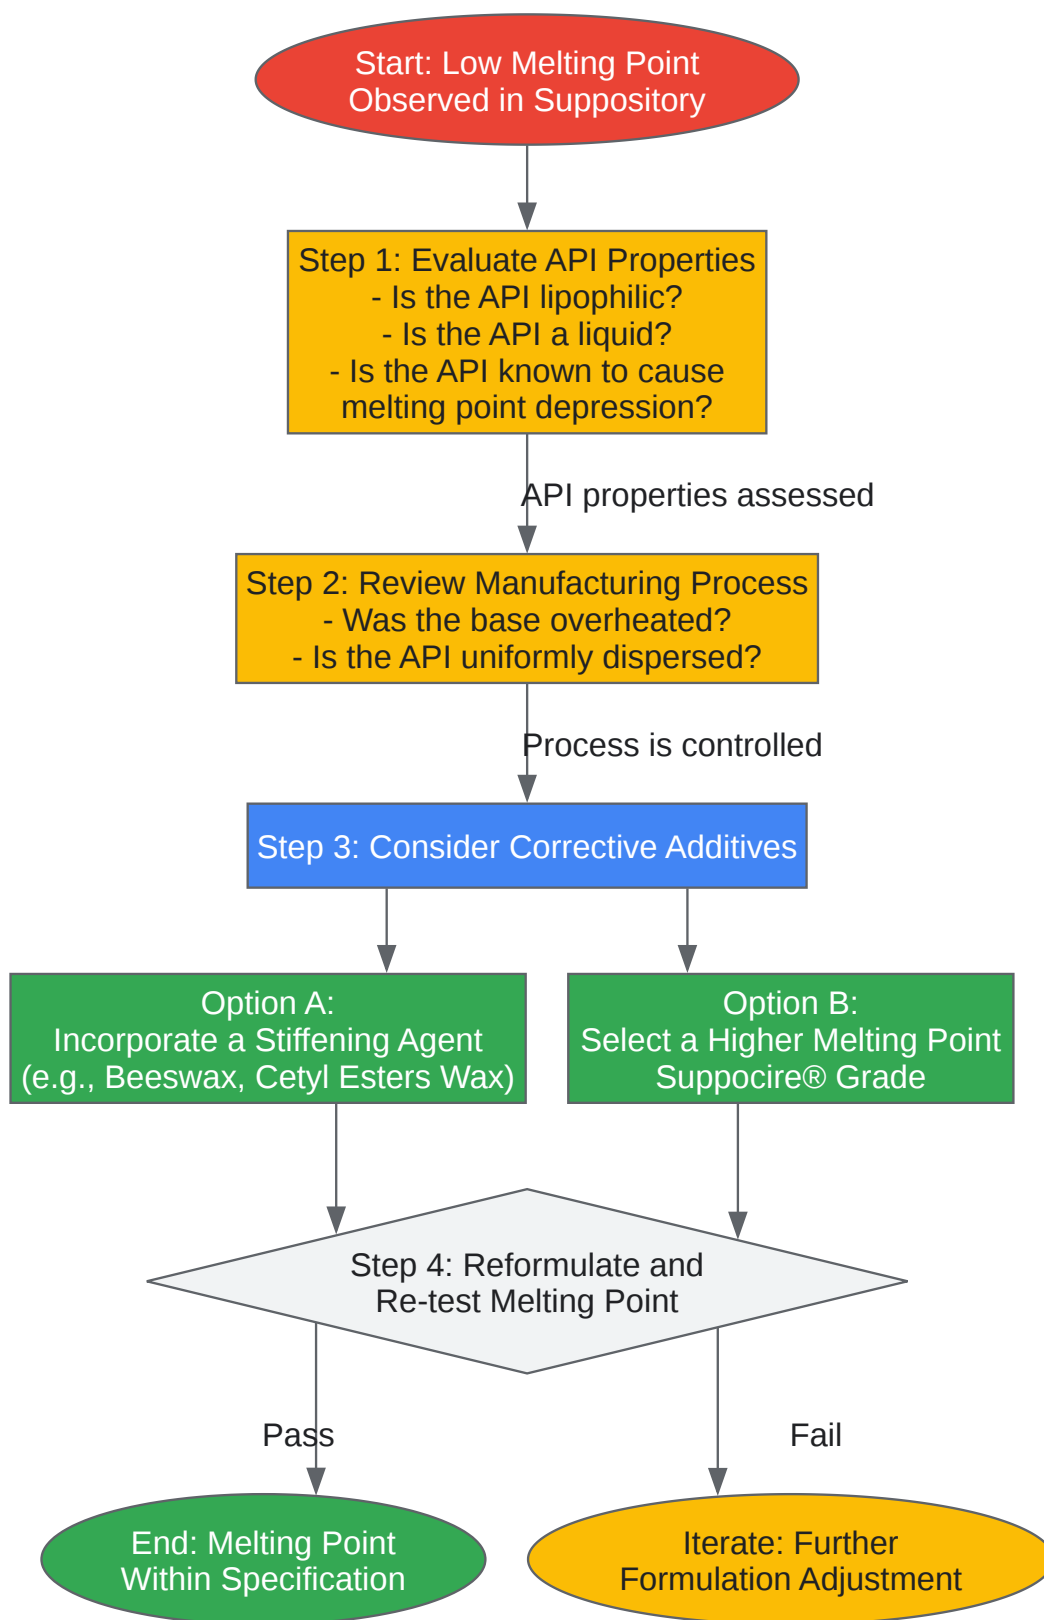 Start: Low Melting Point
Observed in Suppository
Step 1: Evaluate API Properties
- Is the API lipophilic?
- Is the API a liquid?
- Is the API known to cause
melting point depression?
API properties assessed
Step 2: Review Manufacturing Process
- Was the base overheated?
- Is the API uniformly dispersed?
Process is controlled
Step 3: Consider Corrective Additives
Option A:
Incorporate a Stiffening Agent
(e.g., Beeswax, Cetyl Esters Wax)
Option B:
Select a Higher Melting Point
Suppocire® Grade
Step 4: Reformulate and
Re-test Melting Point
Pass
Fail
End: Melting Point
Within Specification
Iterate: Further
Formulation Adjustment